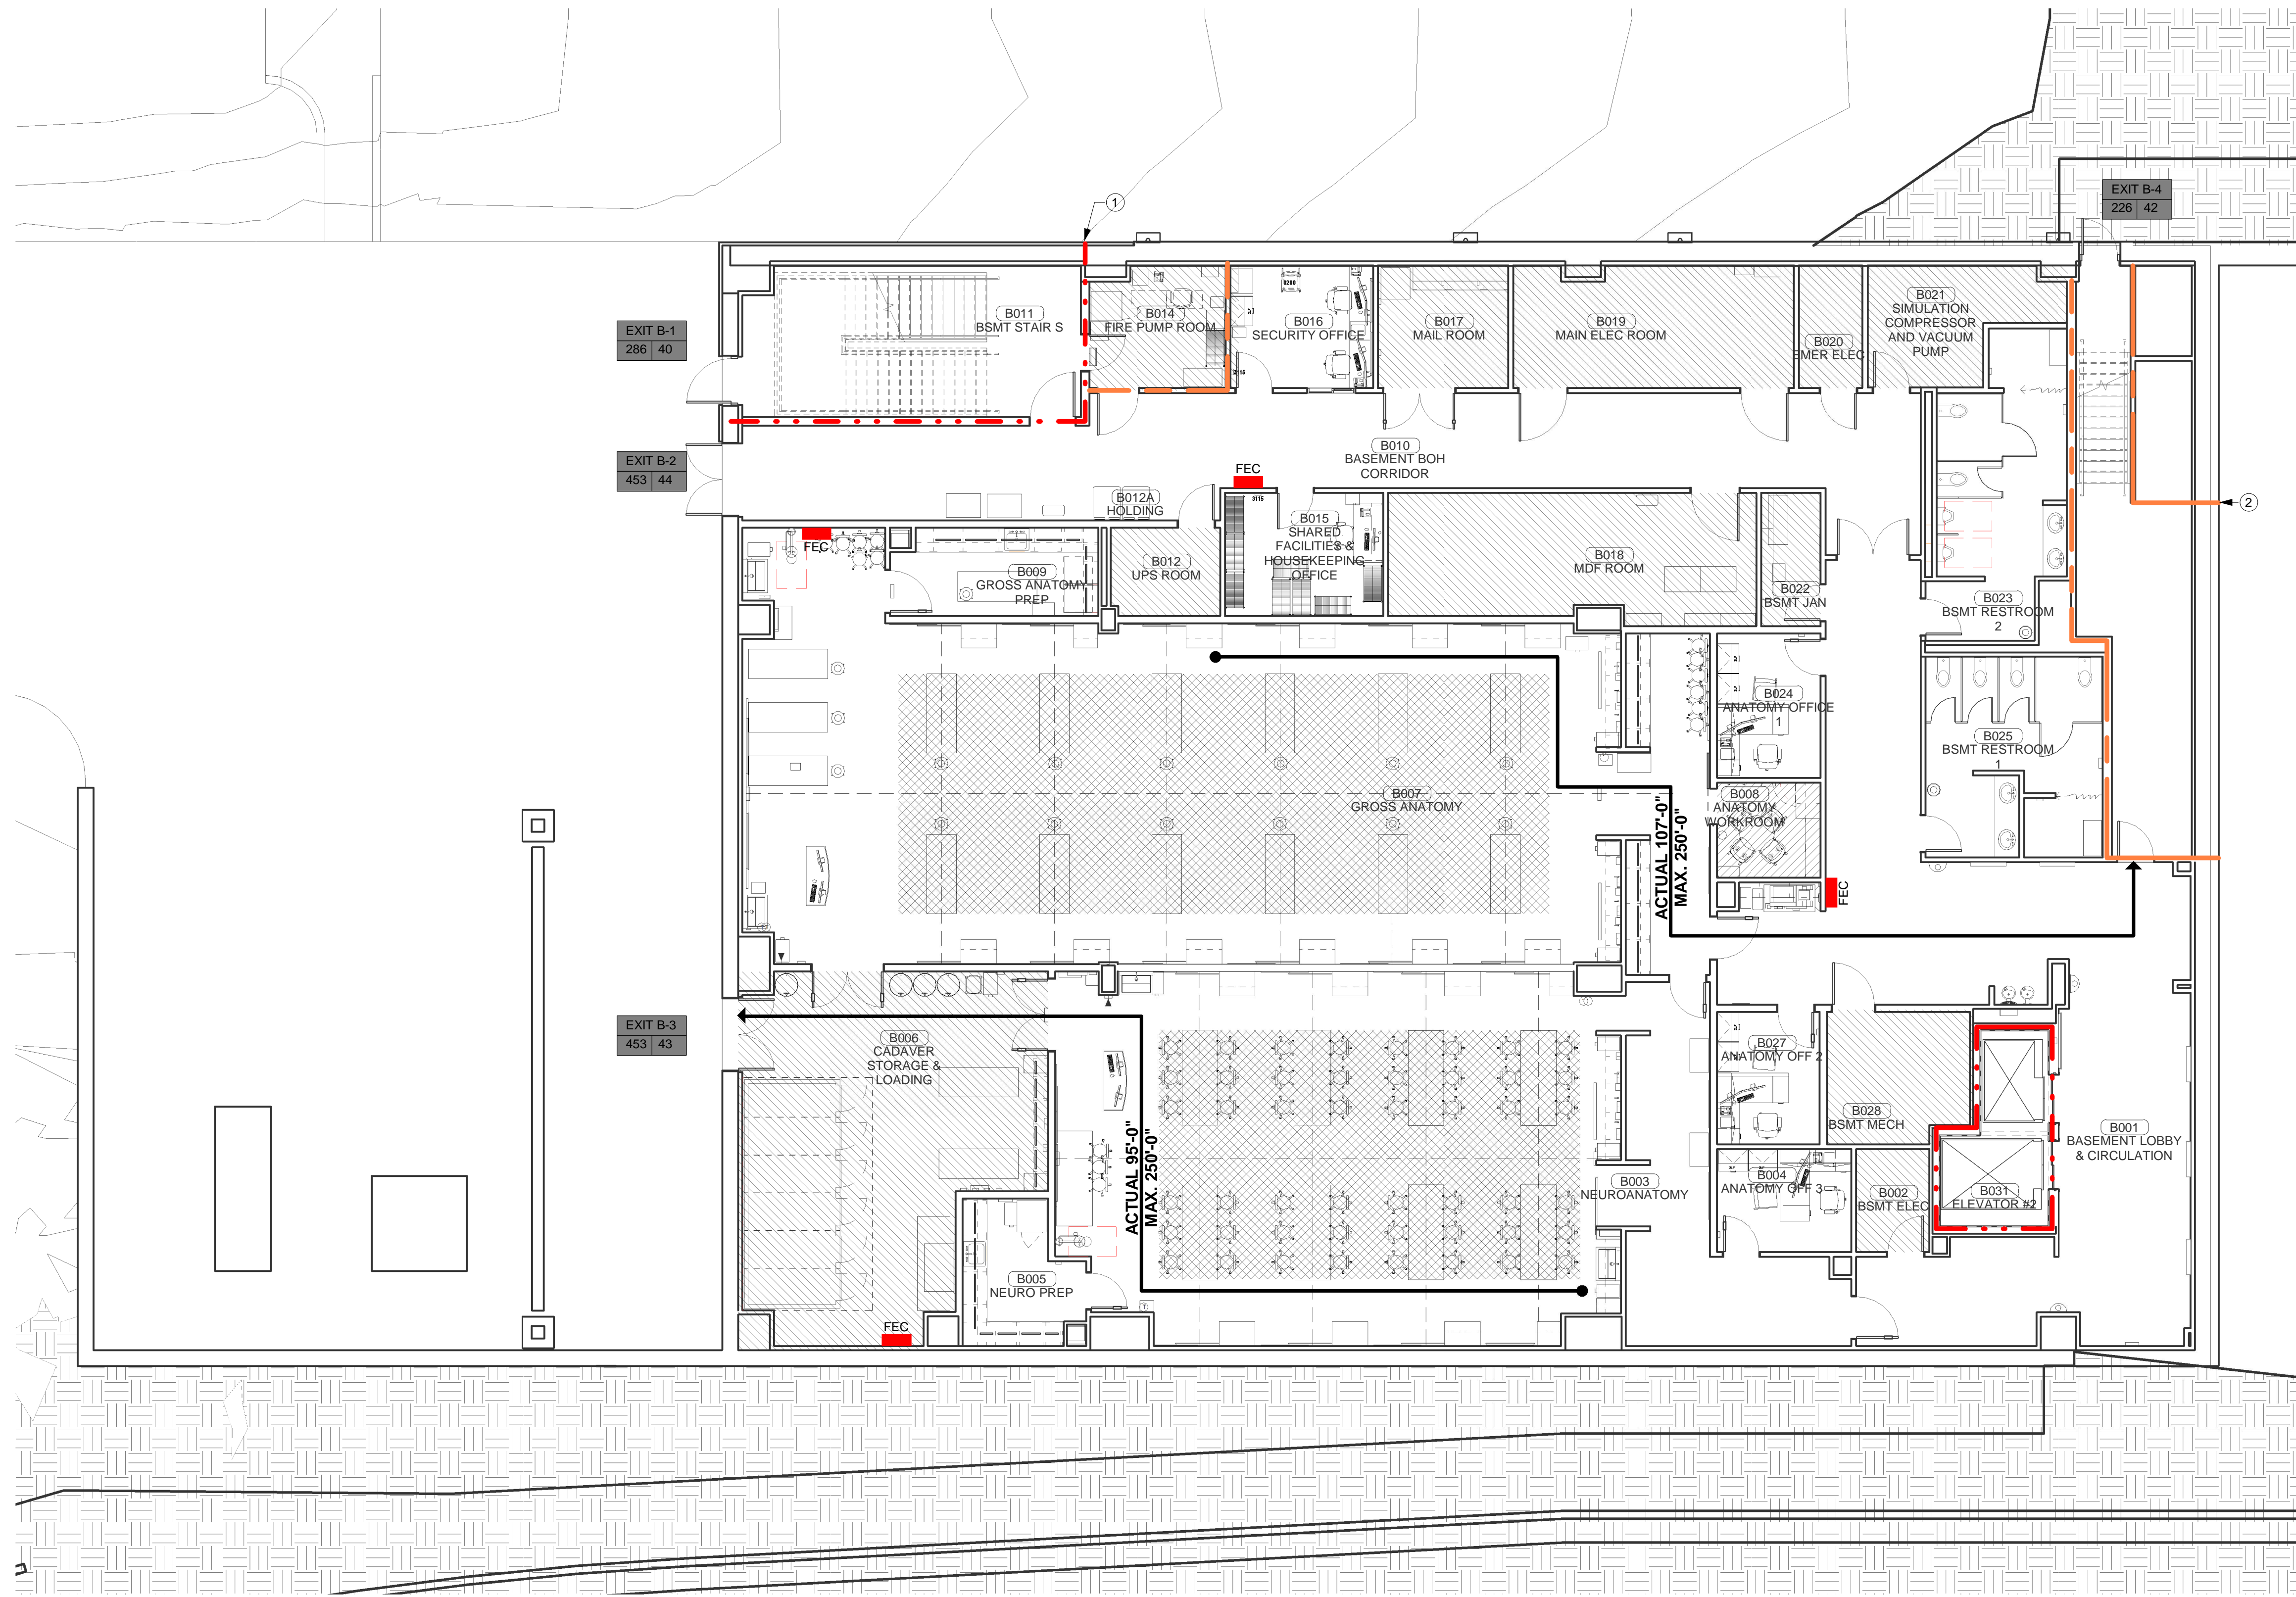 EXIT B-4
226 42
1
B011
BSMT STAIR S
B014
FIRE PUMP ROOM
B016
SECURITY OFFICE
B017
MAIL ROOM
B019
MAIN ELEC ROOM
B020
EMER ELEC
B021
SIMULATION
COMPRESSOR
AND VACUUM
PUMP
EXIT B-1
286 40
3115
EXIT B-2
453 44
B010
BASEMENT BOH
CORRIDOR
FEC
B012A
HOLDING
3115
2
FEC
B009
GROSS ANATOMY
PREP
B012
UPS ROOM
B015
SHARED
FACILITIES &
HOUSEKEEPING
OFFICE
B018
MDF ROOM
B022
BSMT JAN
B023
BSMT RESTROOM
2
B024
ANATOMY OFFICE
1
B025
BSMT RESTROOM
1
B007
GROSS ANATOMY
B008
ANATOMY
WORKROOM
ACTUAL 107'-0"
MAX. 250'-0"
FEC
EXIT B-3
453 43
B006
CADAVER
STORAGE &
LOADING
B027
ANATOMY OFF 2
B028
BSMT MECH
B001
BASEMENT LOBBY
& CIRCULATION
ACTUAL 95'-0"
MAX. 250'-0"
B003
NEUROANATOMY
B004
ANATOMY OFF 3
B002
BSMT ELEC
B031
ELEVATOR #2
B005
NEURO PREP
FEC